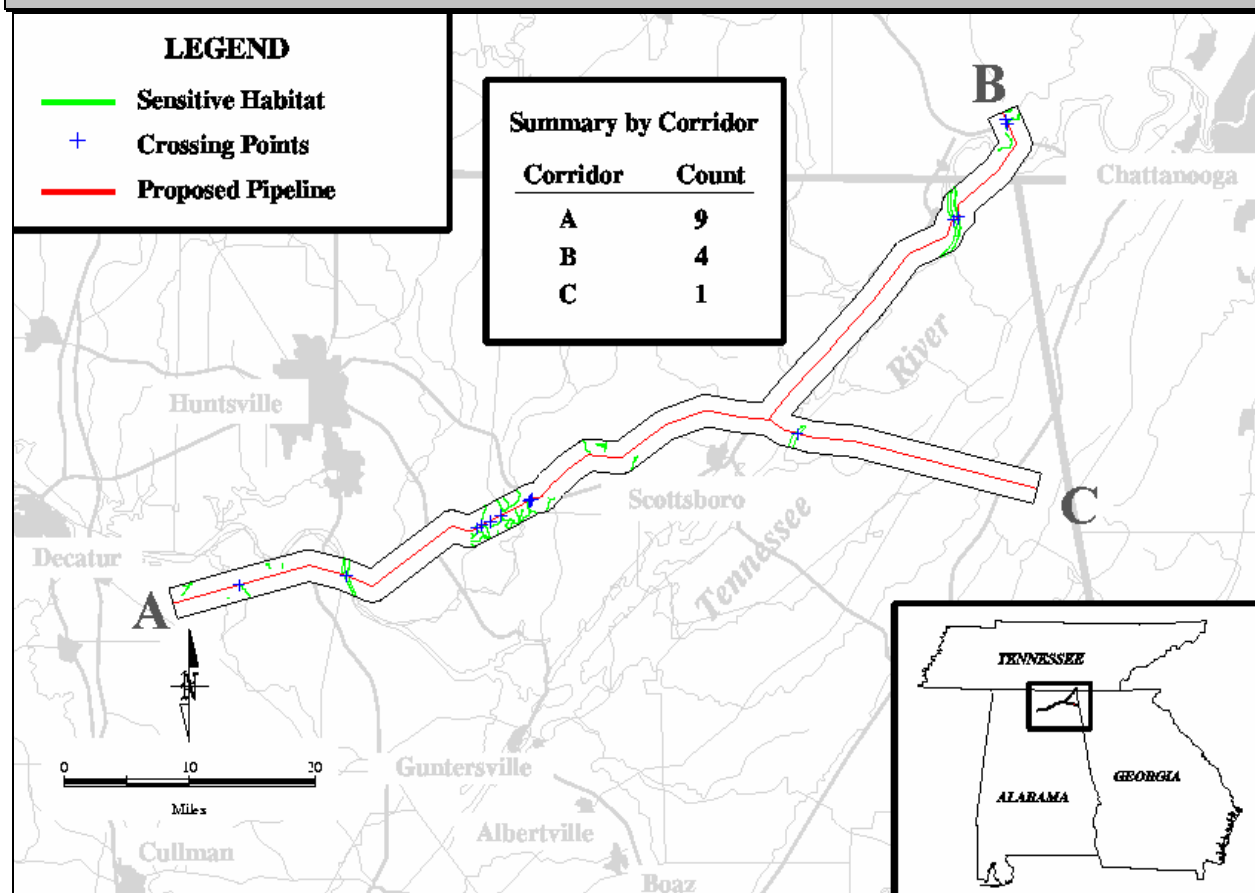 LEGEND
Sensitive Habitat
Crossing Points
Proposed Pipeline
Summary by Corridor
Corridor Count
A 9
B 4
C 1
B
Chattanooga
River
Huntsville
Scottsboro
C
Tennessee
Decatur
A
N
0 10 20
Miles
Guntersville
Albertville
Cullman
Boaz
TENNESSEE
ALABAMA
GEORGIA